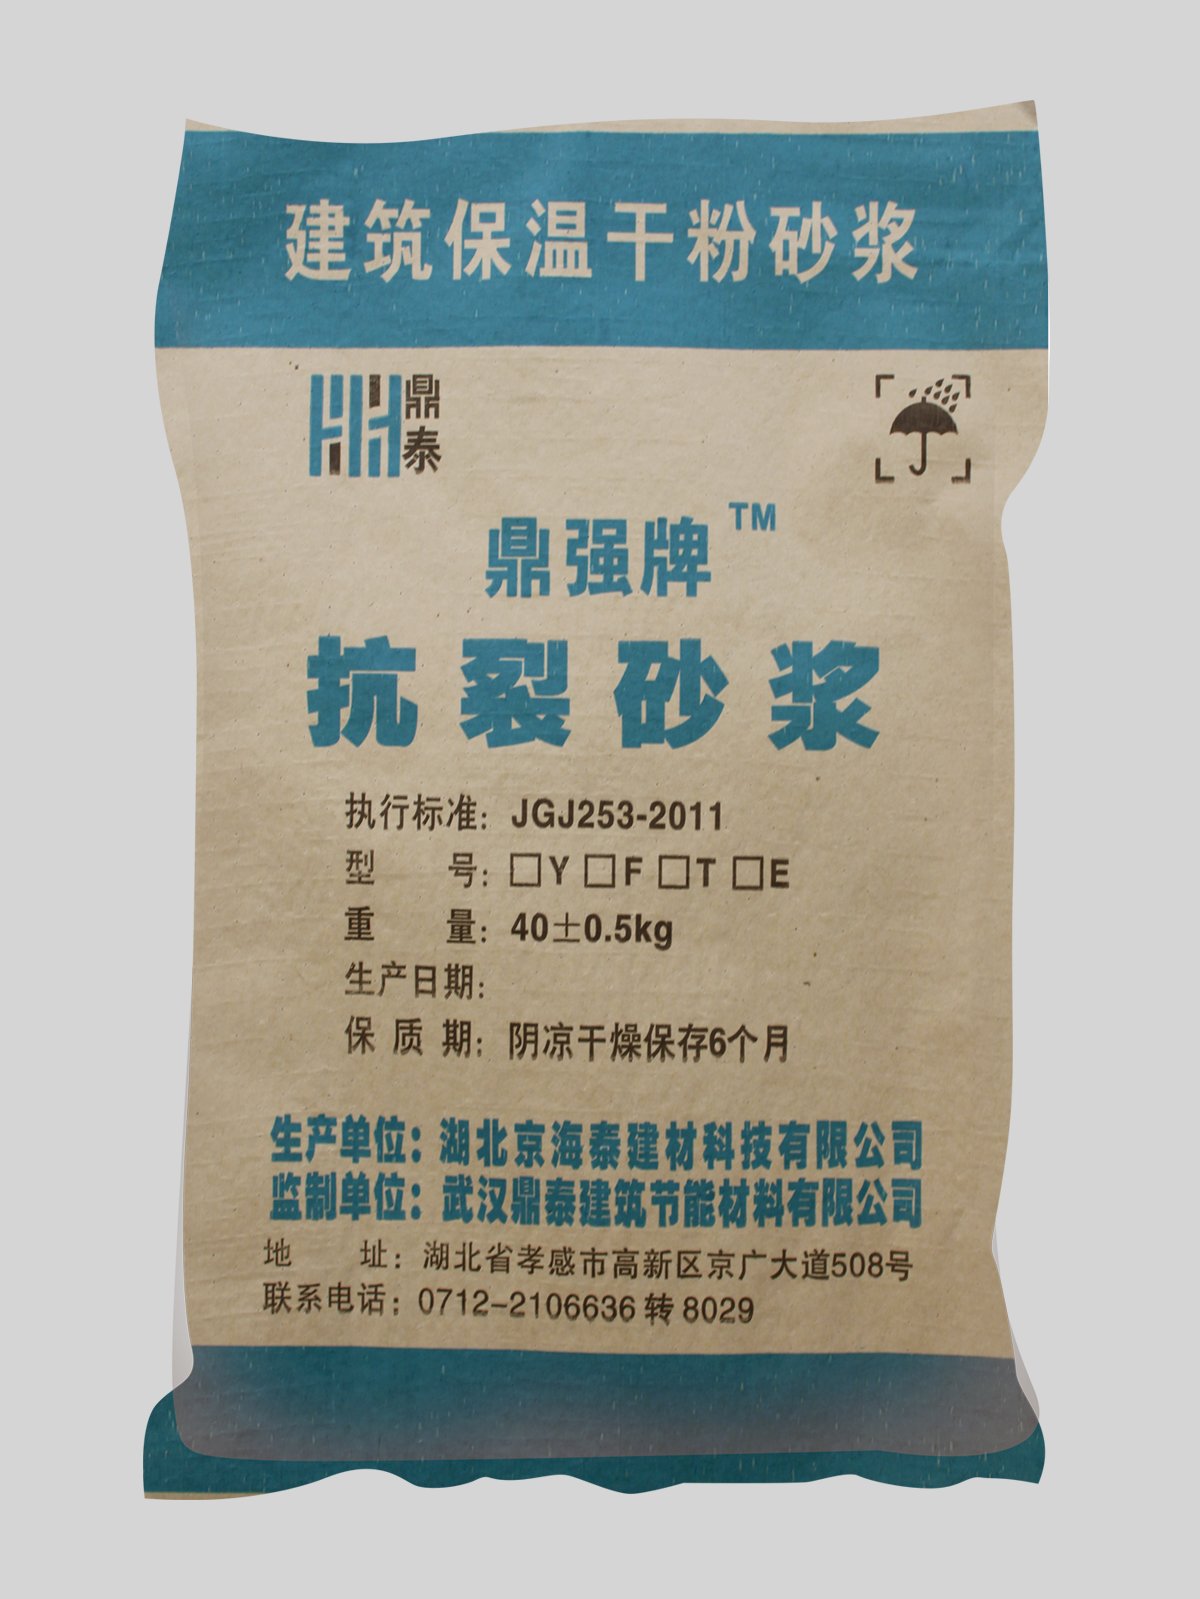 建筑保温干粉砂浆
鼎
泰
鼎强牌TM
抗裂砂浆
执行标准：JGJ253-2011
型 号：□Y □F □T □E
重 量：40±0.5kg
生产日期：
保质期：阴凉干燥保存6个月
生产单位：湖北京海泰建材科技有限公司
监制单位：武汉鼎泰建筑节能材料有限公司
地 址：湖北省孝感市高新区京广大道508号
联系电话：0712-2106636 转 8029